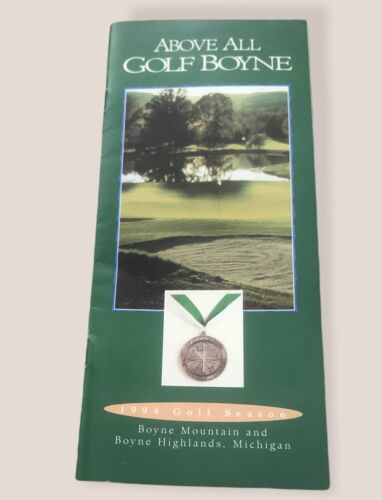 ABOVE ALL
GOLF BOYNE
1994 Golf Season
Boyne Mountain and
Boyne Highlands, Michigan